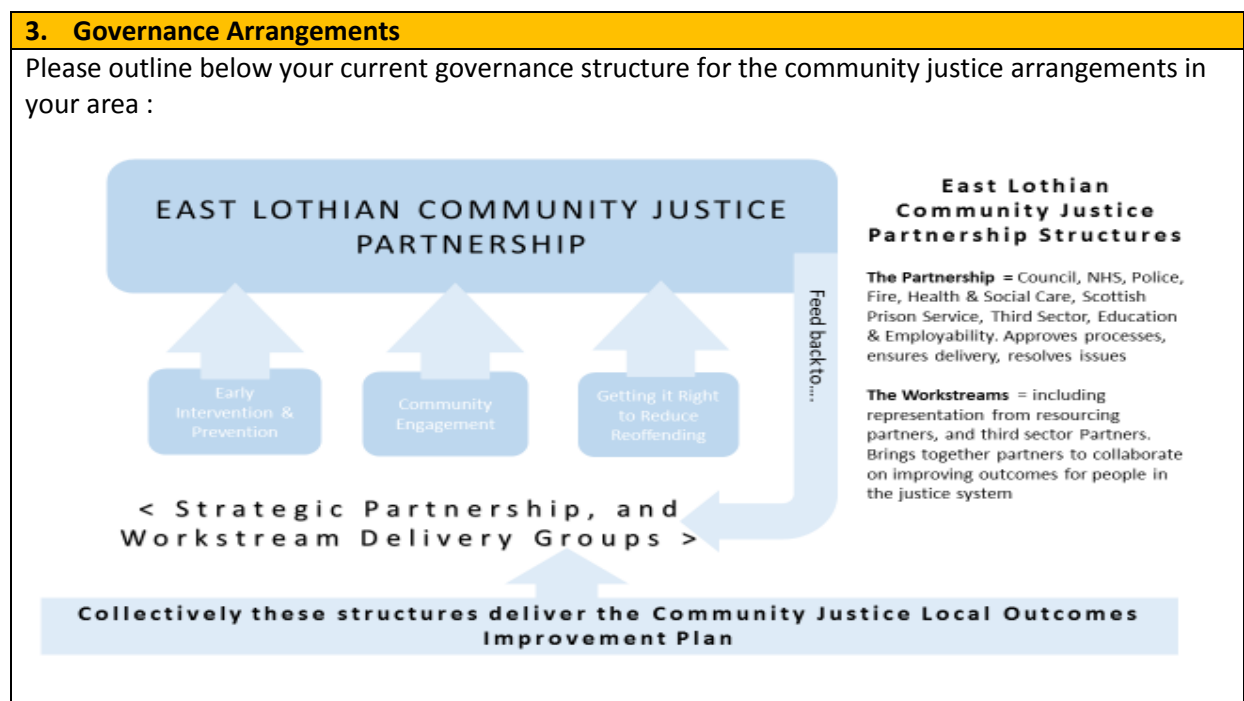 3. Governance Arrangements
Please outline below your current governance structure for the community justice arrangements in
your area :
EAST LOTHIAN COMMUNITY JUSTICE
PARTNERSHIP
Early
Intervention &
Prevention
Community
Engagement
Getting it Right
to Reduce
Reoffending
Feed back to....
< Strategic Partnership, and
Workstream Delivery Groups >
Collectively these structures deliver the Community Justice Local Outcomes
Improvement Plan
East Lothian
Community Justice
Partnership Structures
The Partnership = Council, NHS, Police,
Fire, Health & Social Care, Scottish
Prison Service, Third Sector, Education
& Employability. Approves processes,
ensures delivery, resolves issues
The Workstreams = including
representation from resourcing
partners, and third sector Partners.
Brings together partners to collaborate
on improving outcomes for people in
the justice system